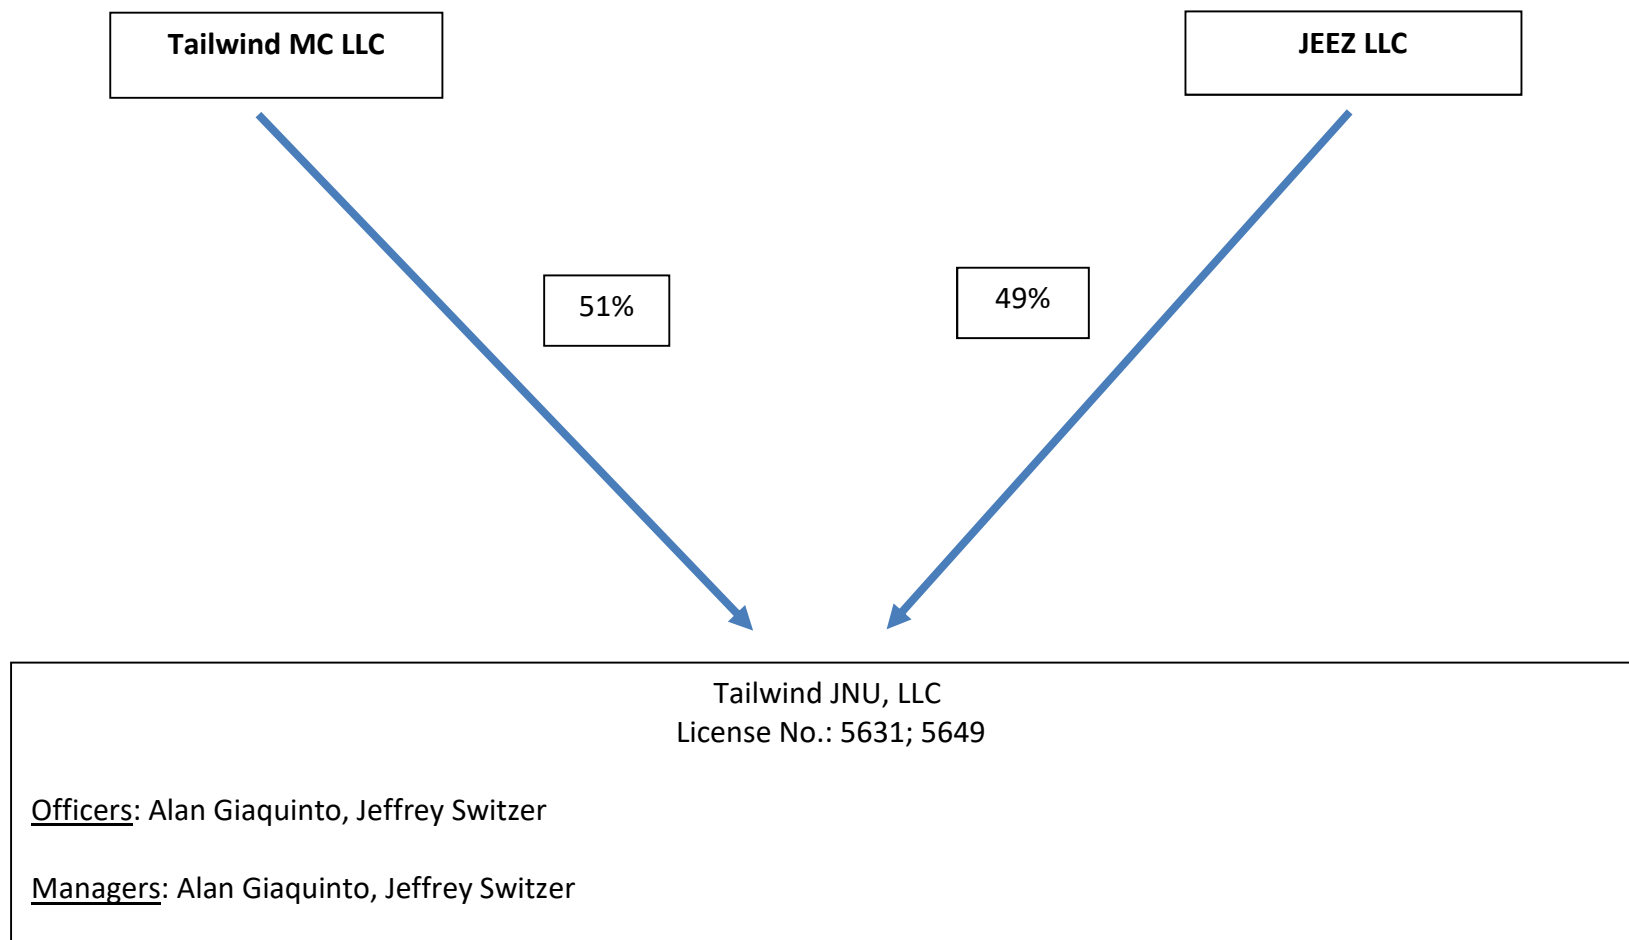 Tailwind MC LLC
JEEZ LLC
51%
49%
Tailwind JNU, LLC
License No.: 5631; 5649
Officers: Alan Giaquinto, Jeffrey Switzer
Managers: Alan Giaquinto, Jeffrey Switzer